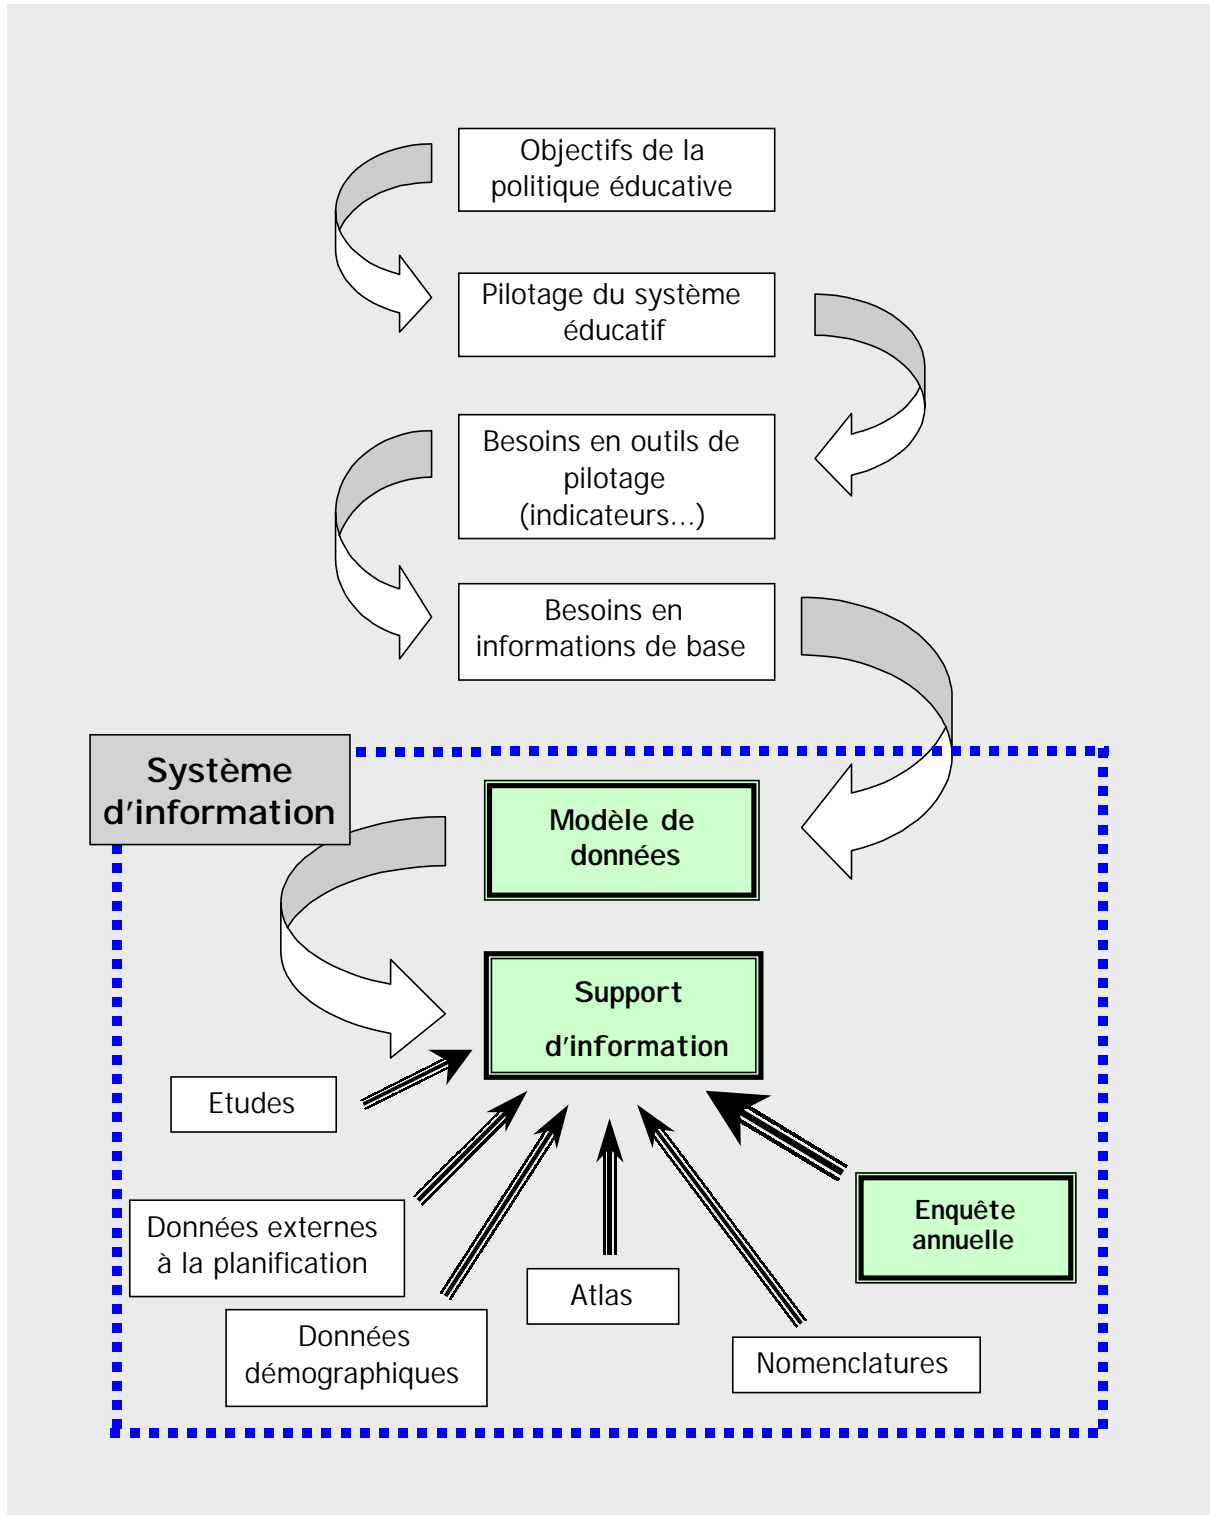 Objectifs de la
politique éducative
Pilotage du système
éducatif
Besoins en outils de
pilotage
(indicateurs…)
Besoins en
informations de base
Système
d'information
Modèle de
données
Support
d'information
Etudes
Enquête
annuelle
Données externes
à la planification
Atlas
Données
démographiques
Nomenclatures